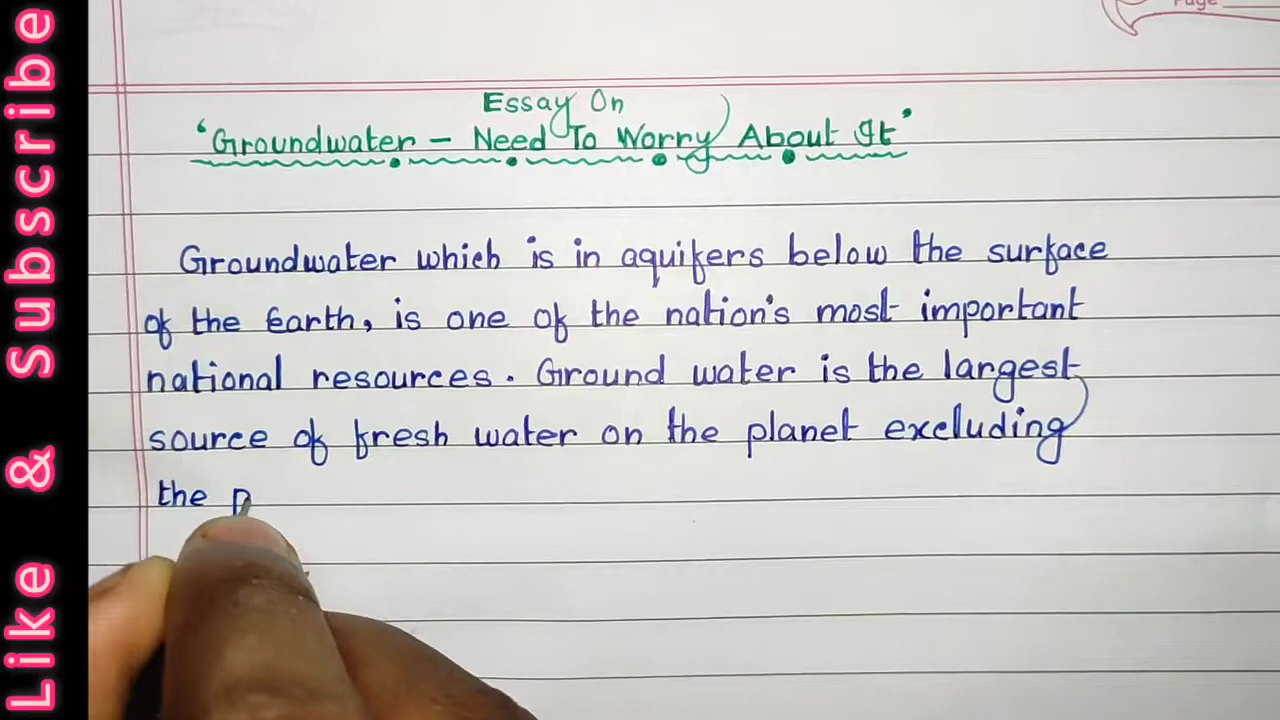 Like & Subscribe
Page
Essay On
'Groundwater - Need To Worry About It'
Groundwater which is in aquifers below the surface
of the Earth, is one of the nation's most important
national resources. Ground water is the largest
source of fresh water on the planet excluding
the p